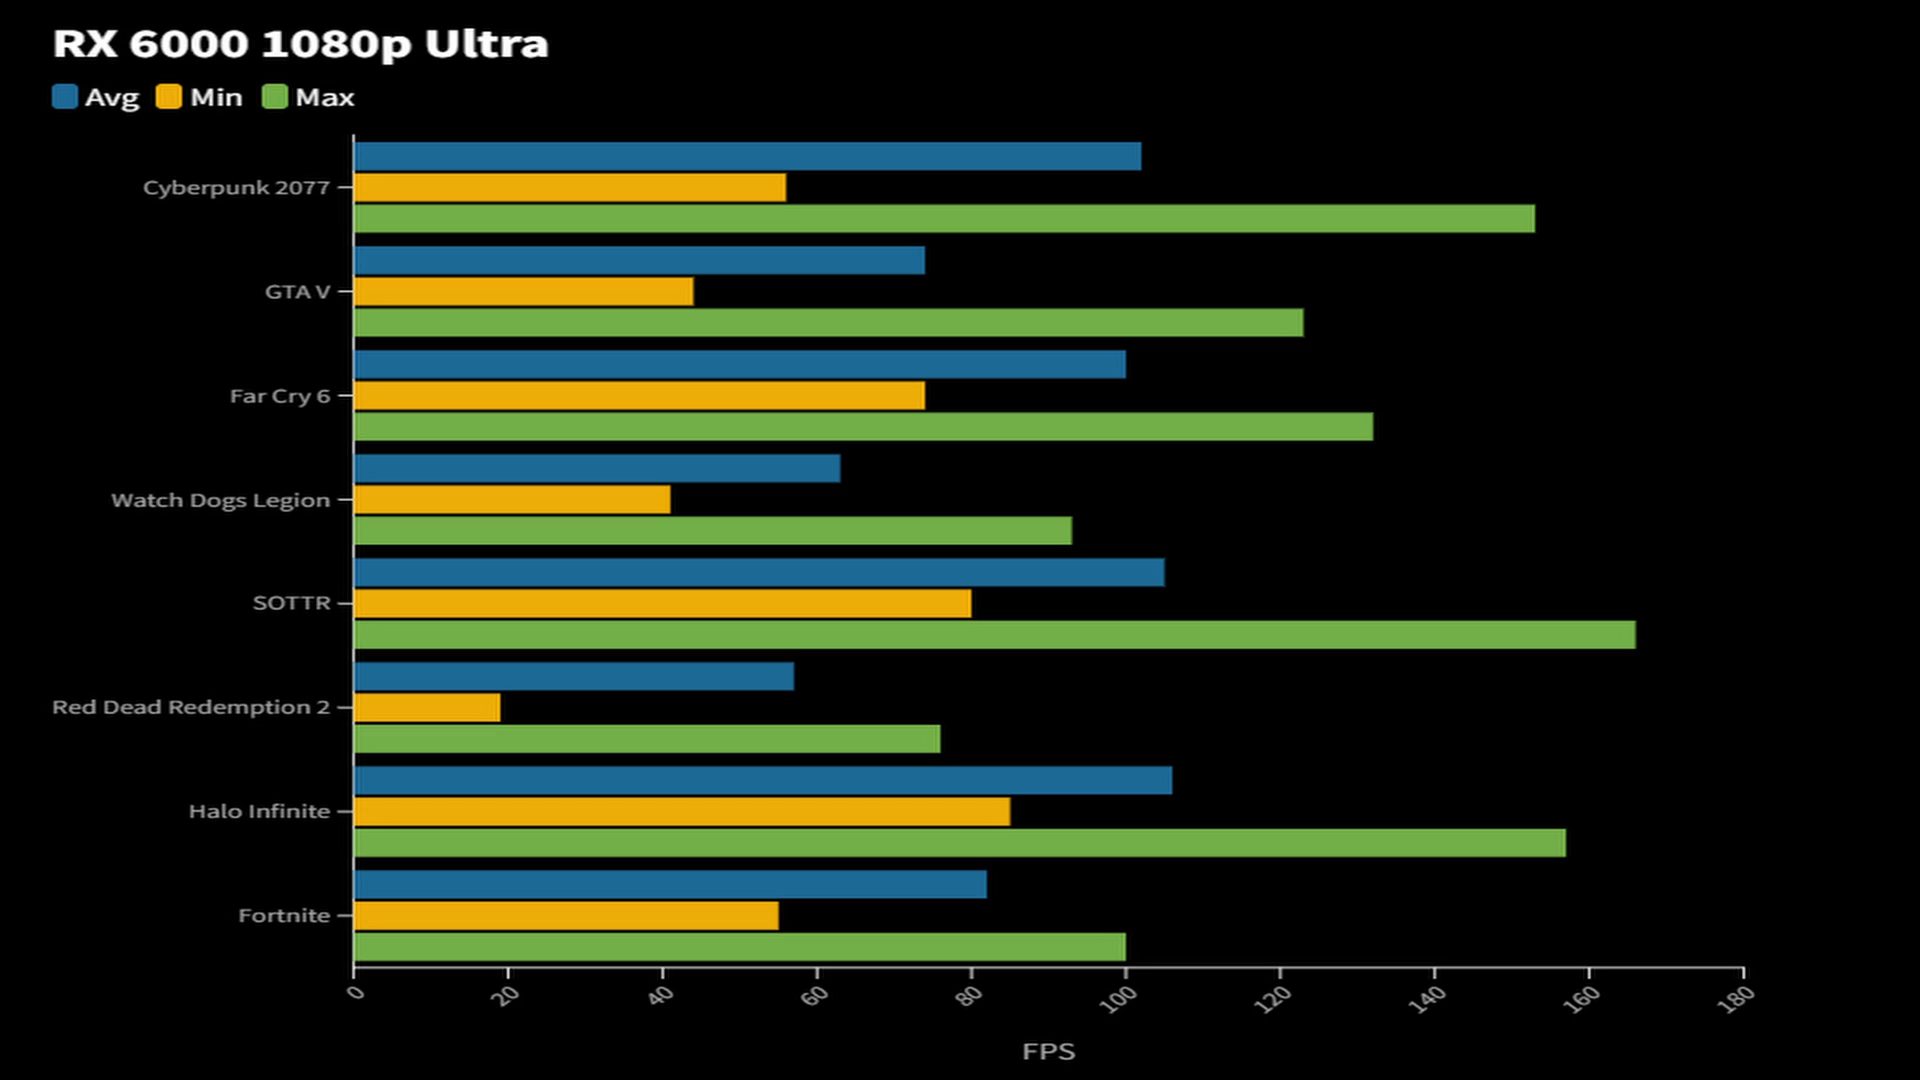 RX 6000 1080p Ultra
Avg Min Max
Cyberpunk 2077
GTA V
Far Cry 6
Watch Dogs Legion
SOTTR
Red Dead Redemption 2
Halo Infinite
Fortnite
0 20 40 60 80 100 120 140 160 180
FPS